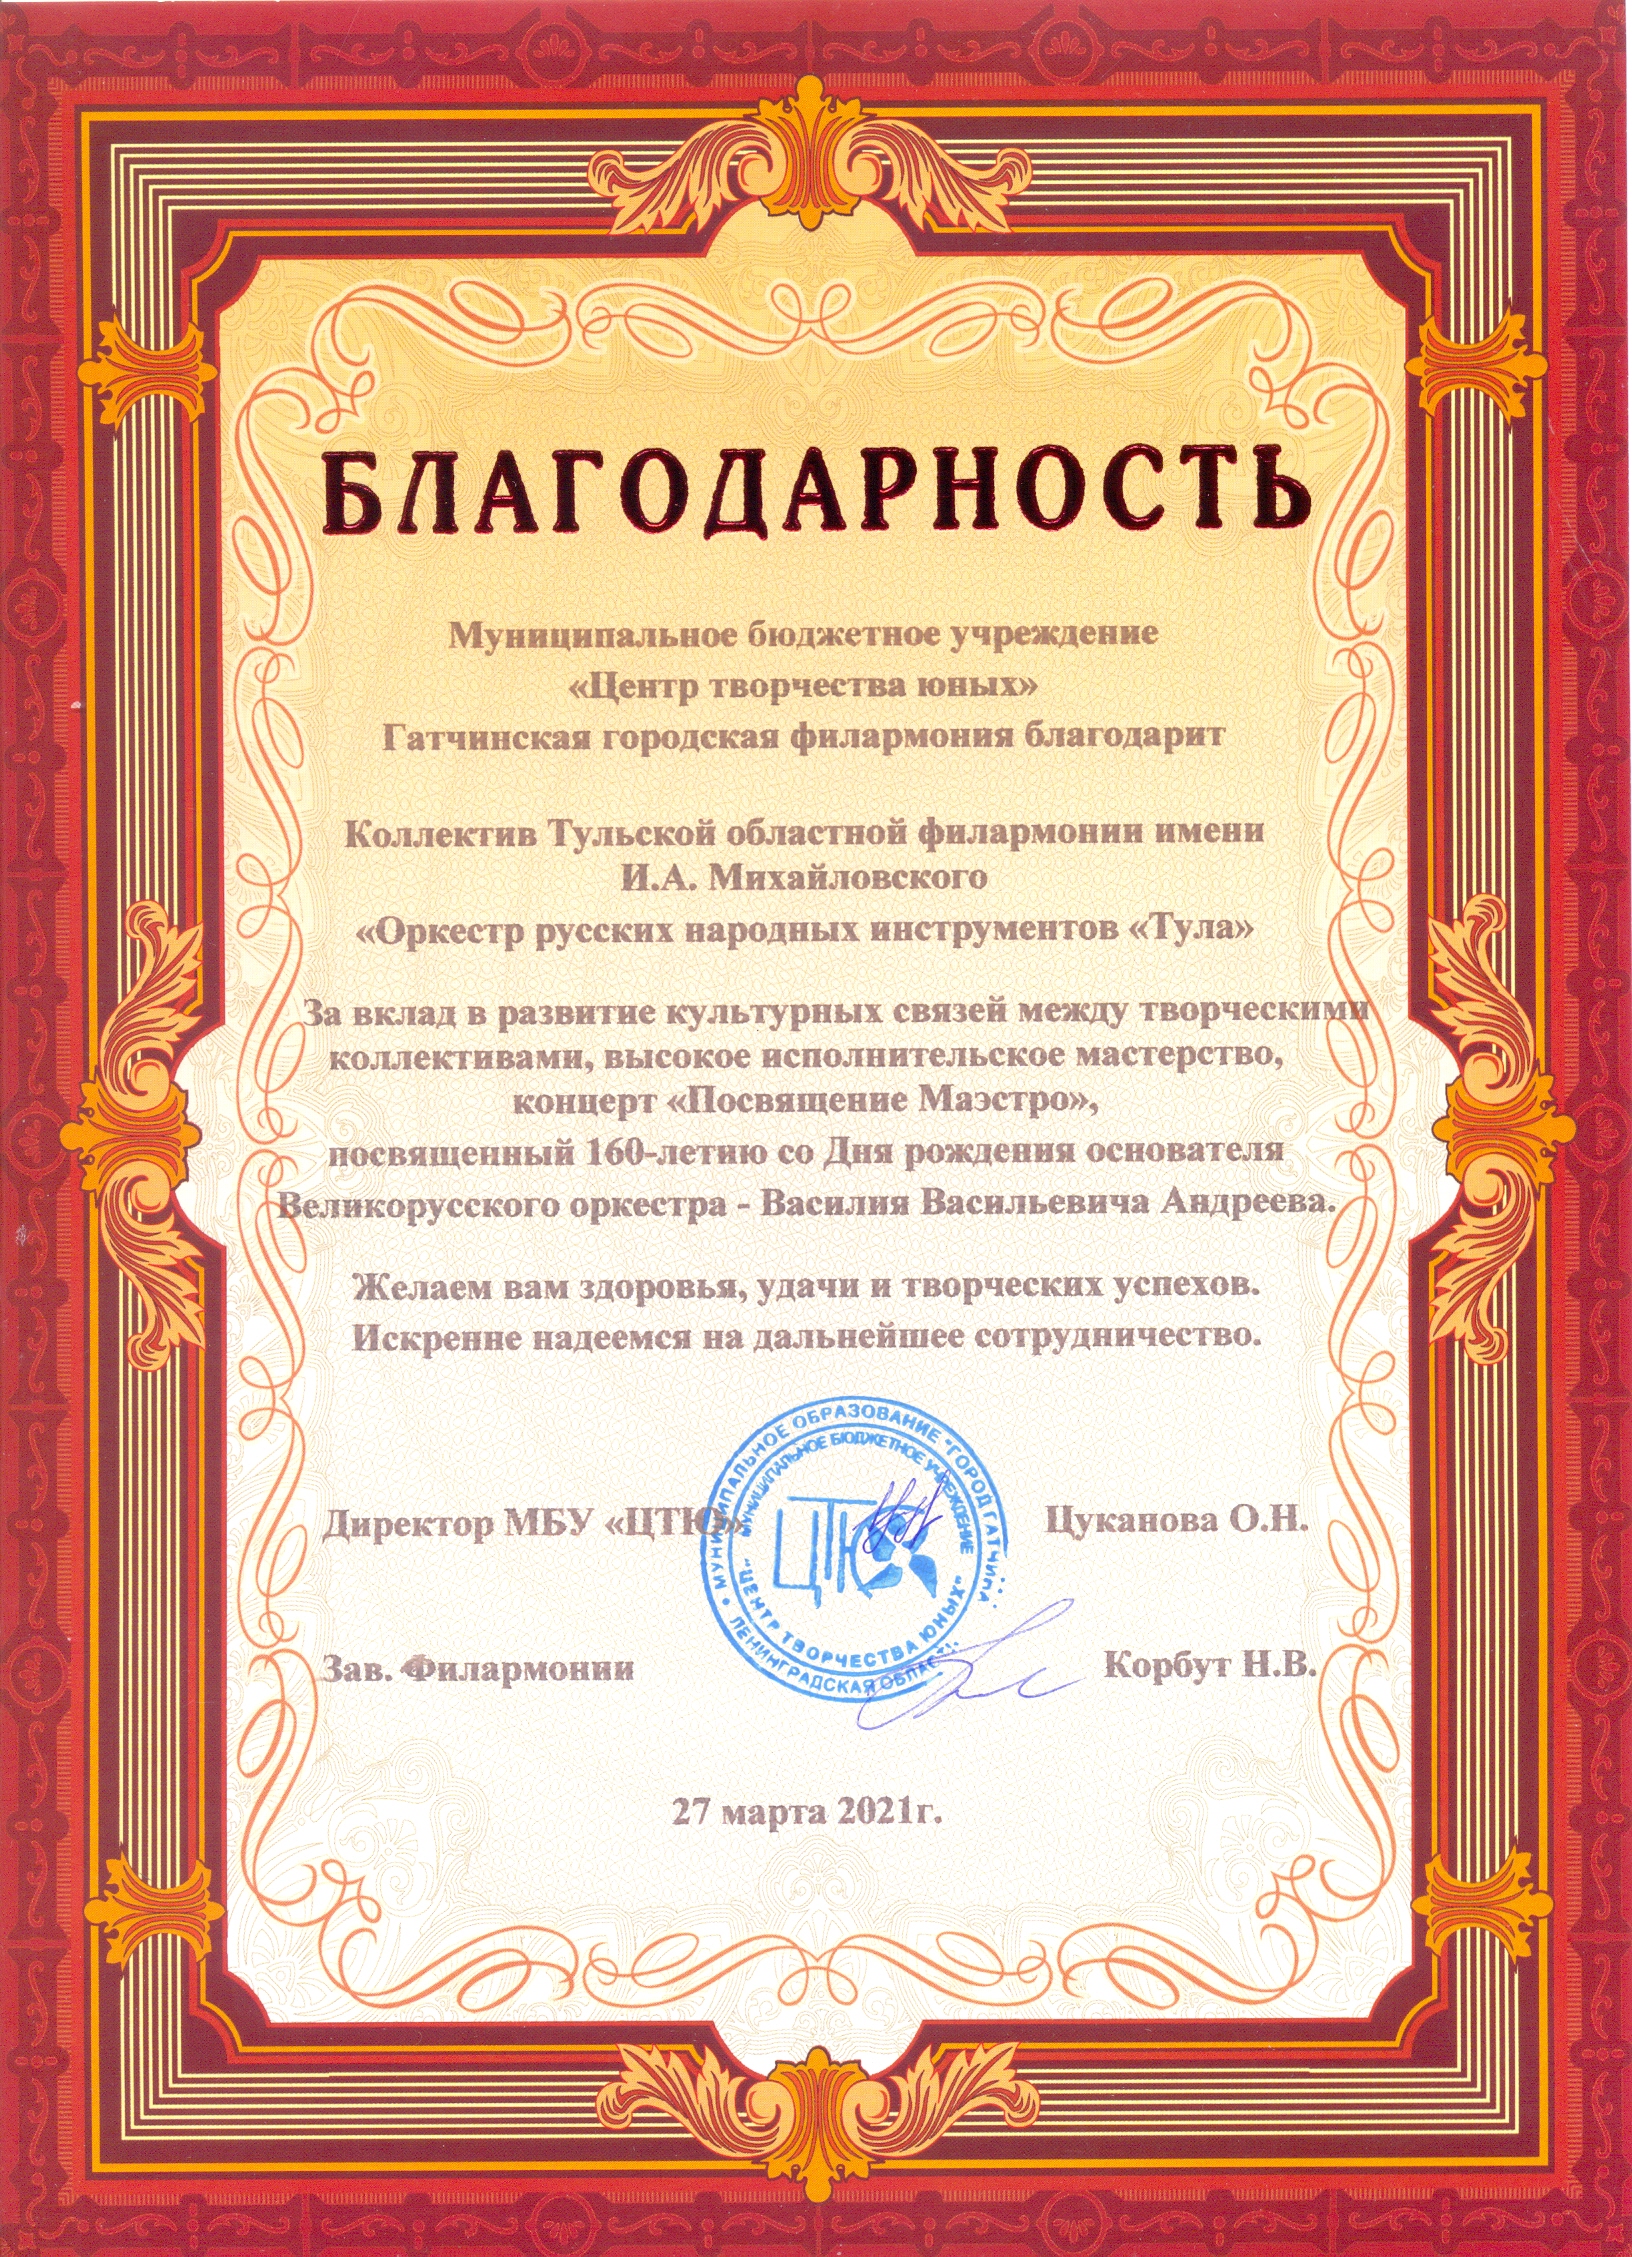 БЛАГОДАРНОСТЬ
Муниципальное бюджетное учреждение
«Центр творчества юных»
Гатчинская городская филармония благодарит
Коллектив Тульской областной филармонии имени
И.А. Михайловского
«Оркестр русских народных инструментов «Тула»
За вклад в развитие культурных связей между творческими
коллективами, высокое исполнительское мастерство,
концерт «Посвящение Маэстро»,
посвященный 160-летию со Дня рождения основателя
Великорусского оркестра - Василия Васильевича Андреева.
Желаем вам здоровья, удачи и творческих успехов.
Искренне надеемся на дальнейшее сотрудничество.
МУНИЦИПАЛЬНОЕ ОБРАЗОВАНИЕ "ГОРОД ГАТЧИНА"
ЛЕНИНГРАДСКАЯ ОБЛАСТЬ
МУНИЦИПАЛЬНОЕ БЮДЖЕТНОЕ УЧРЕЖДЕНИЕ
"ЦЕНТР ТВОРЧЕСТВА ЮНЫХ"
ЦТЮ
Директор МБУ «ЦТЮ» Цуканова О.Н.
Зав. Филармонии Корбут Н.В.
27 марта 2021г.